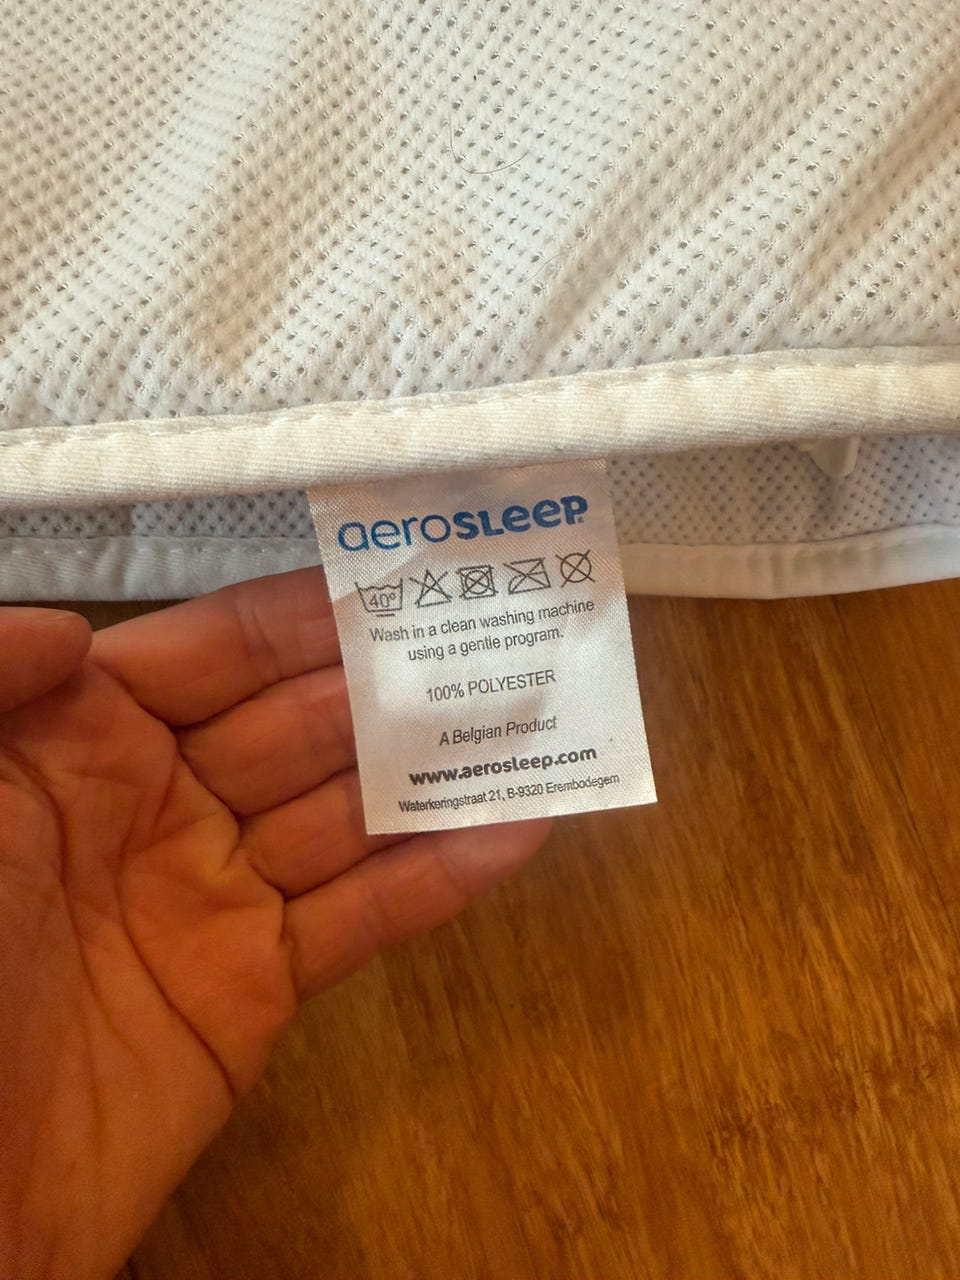 aerosleep
40°
Wash in a clean washing machine
using a gentle program.
100% POLYESTER
A Belgian Product
www.aerosleep.com
Waterkeringstraat 21, B-9320 Erembodegem